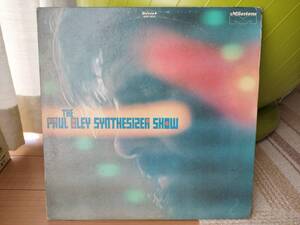 Milestone
THE
PAUL BLEY SYNTHESIZER SHOW